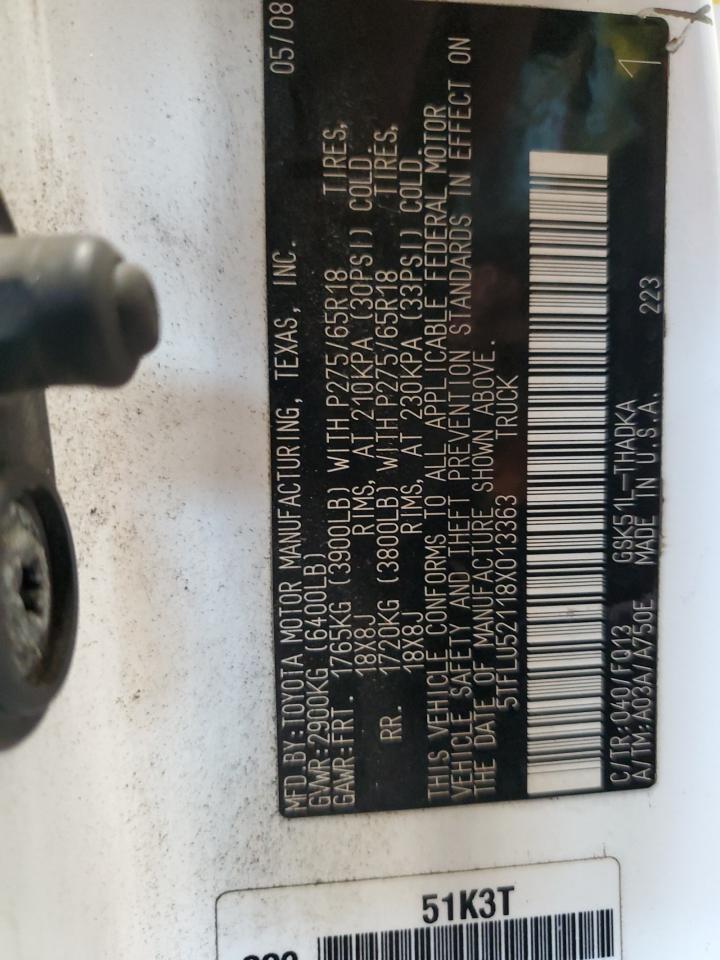 MFD.BY:TOYOTA MOTOR MANUFACTURING, TEXAS, INC. 05/08
GVWR:2900KG (6400LB)
GAWR:FRT. 1765KG (3900LB) WITH P275/65R18 TIRES,
18X8J RIMS, AT 210KPA (30PSI) COLD.
RR. 1720KG (3800LB) WITH P275/65R18 TIRES,
18X8J RIMS, AT 230KPA (33PSI) COLD.
THIS VEHICLE CONFORMS TO ALL APPLICABLE FEDERAL MOTOR
VEHICLE SAFETY AND THEFT PREVENTION STANDARDS IN EFFECT ON
THE DATE OF MANUFACTURE SHOWN ABOVE.
5TFLU52118X013363 TRUCK
C/TR:040/FQ13 GSK51L-THADKA
A/TM:A03A/A750E MADE IN U.S.A. 223
1
51K3T